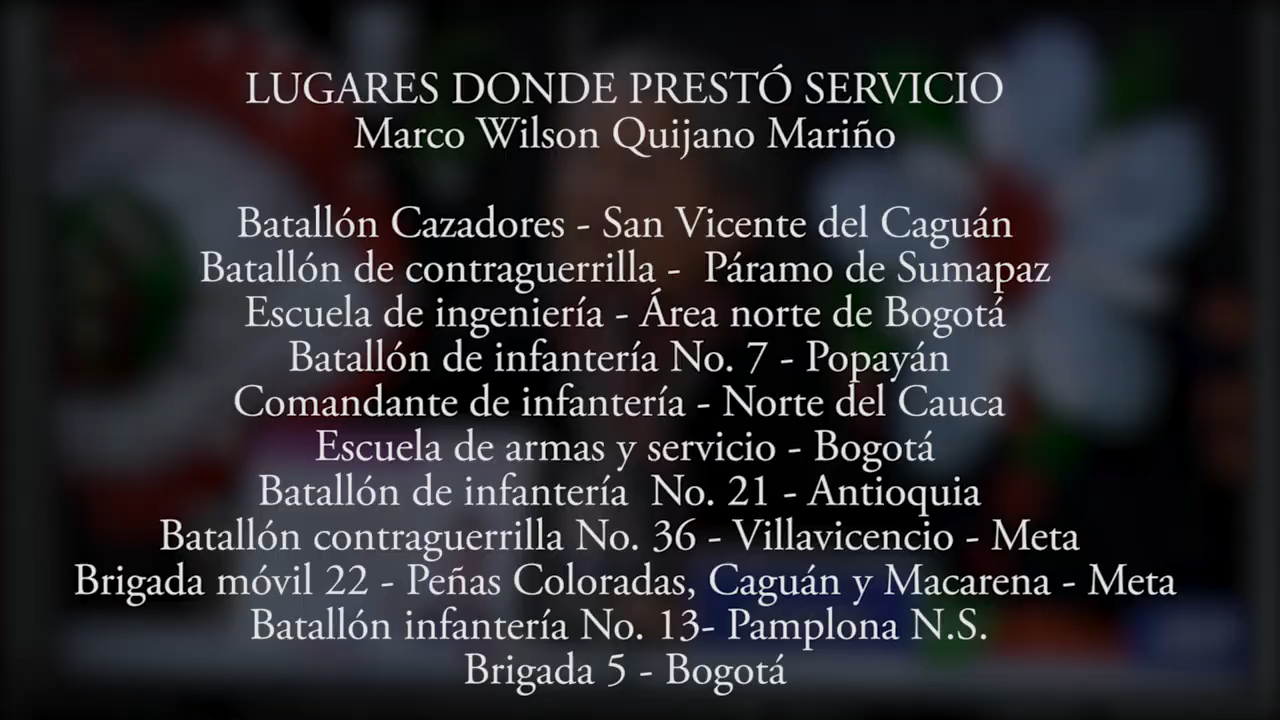 LUGARES DONDE PRESTÓ SERVICIO
Marco Wilson Quijano Mariño
Batallón Cazadores - San Vicente del Caguán
Batallón de contraguerrilla -  Páramo de Sumapaz
Escuela de ingeniería - Área norte de Bogotá
Batallón de infantería No. 7 - Popayán
Comandante de infantería - Norte del Cauca
Escuela de armas y servicio - Bogotá
Batallón de infantería  No. 21 - Antioquia
Batallón contraguerrilla No. 36 - Villavicencio - Meta
Brigada móvil 22 - Peñas Coloradas, Caguán y Macarena - Meta
Batallón infantería No. 13- Pamplona N.S.
Brigada 5 - Bogotá